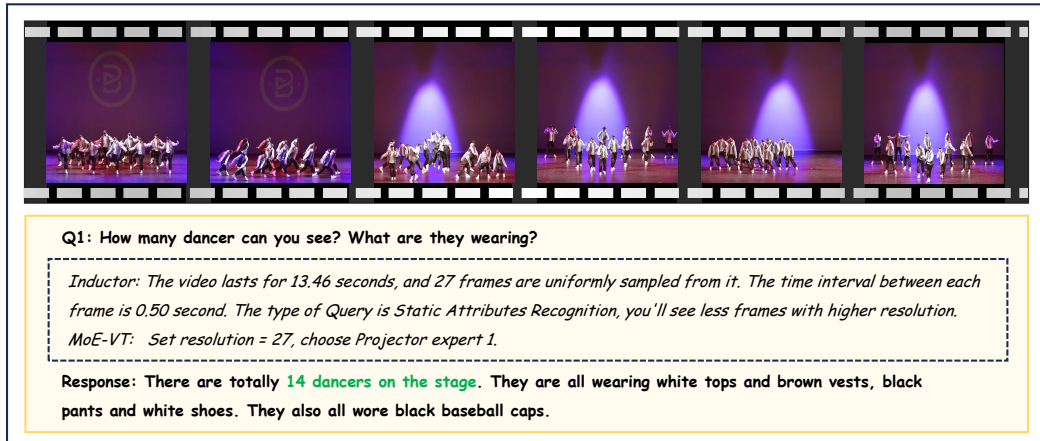 Q1: How many dancer can you see? What are they wearing?
Inductor: The video lasts for 13.46 seconds, and 27 frames are uniformly sampled from it. The time interval between each
frame is 0.50 second. The type of Query is Static Attributes Recognition, you'll see less frames with higher resolution.
MoE-VT: Set resolution = 27, choose Projector expert 1.
Response: There are totally 14 dancers on the stage. They are all wearing white tops and brown vests, black
pants and white shoes. They also all wore black baseball caps.